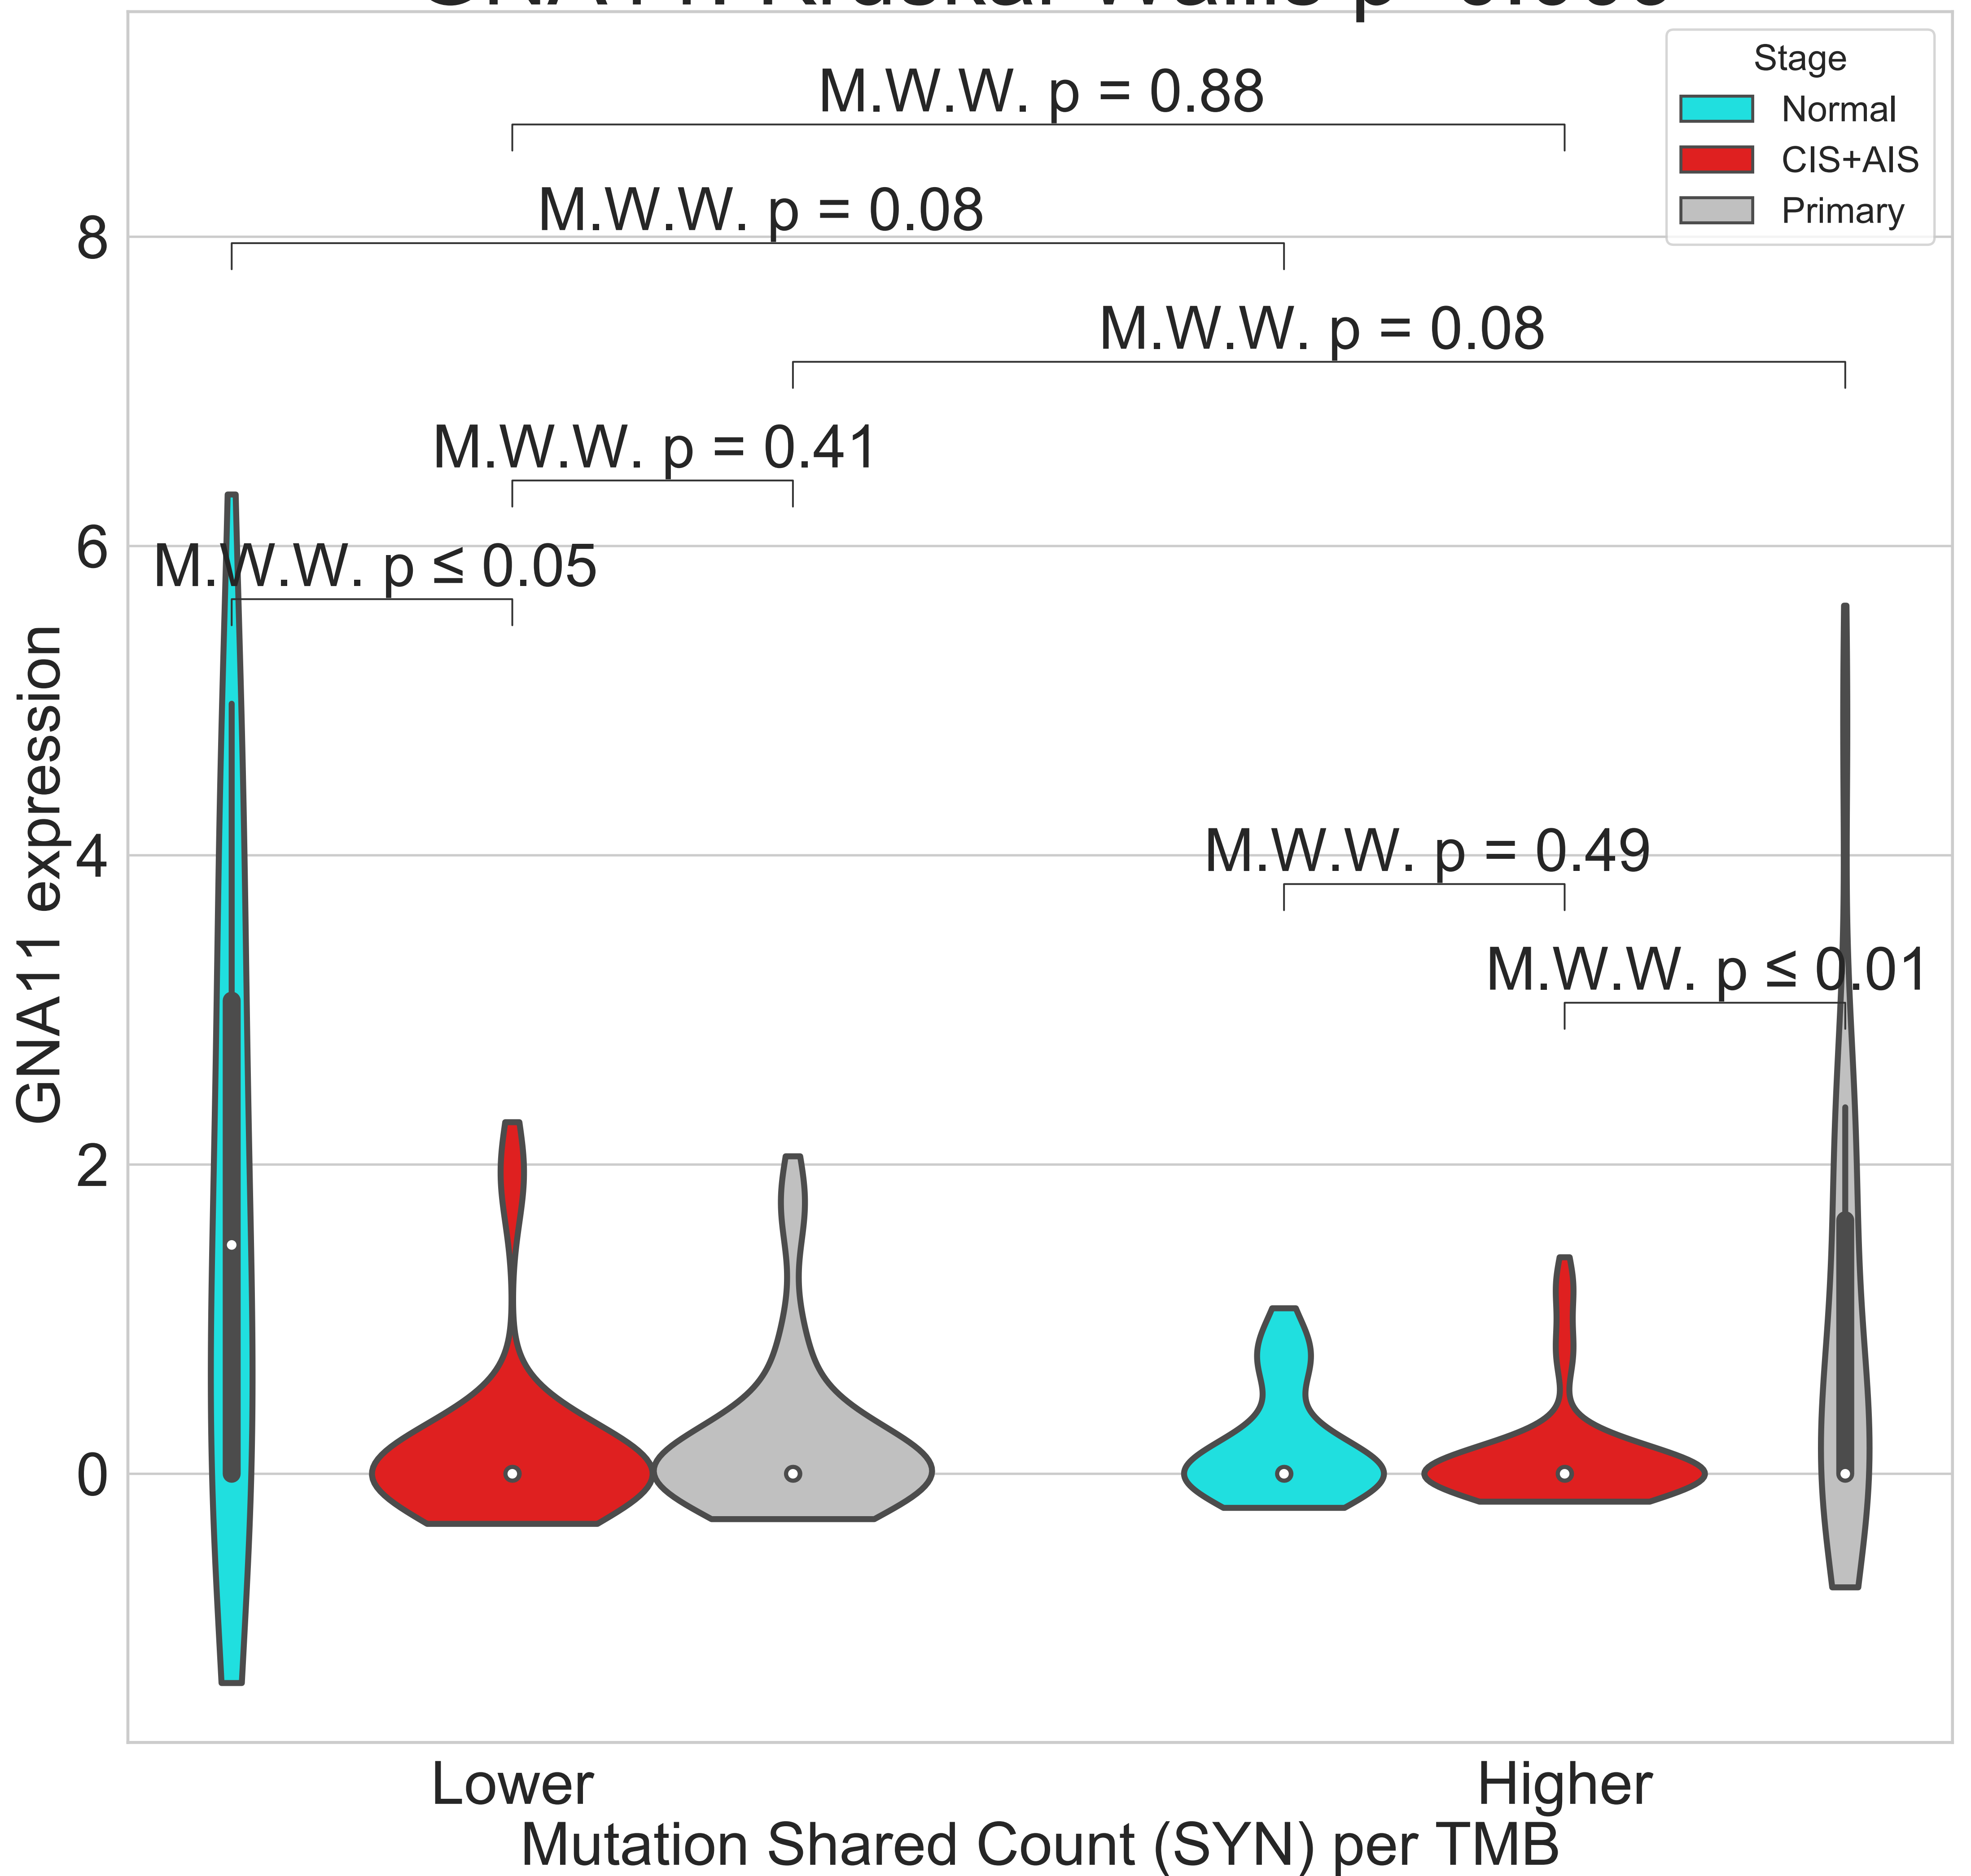 Stage
Normal
CIS+AIS
Primary
M.W.W. p = 0.88
M.W.W. p = 0.08
M.W.W. p = 0.08
M.W.W. p = 0.41
M.W.W. p ≤ 0.05
M.W.W. p = 0.49
M.W.W. p ≤ 0.01
8
6
4
2
0
GNA11 expression
Lower
Higher
Mutation Shared Count (SYN) per TMB